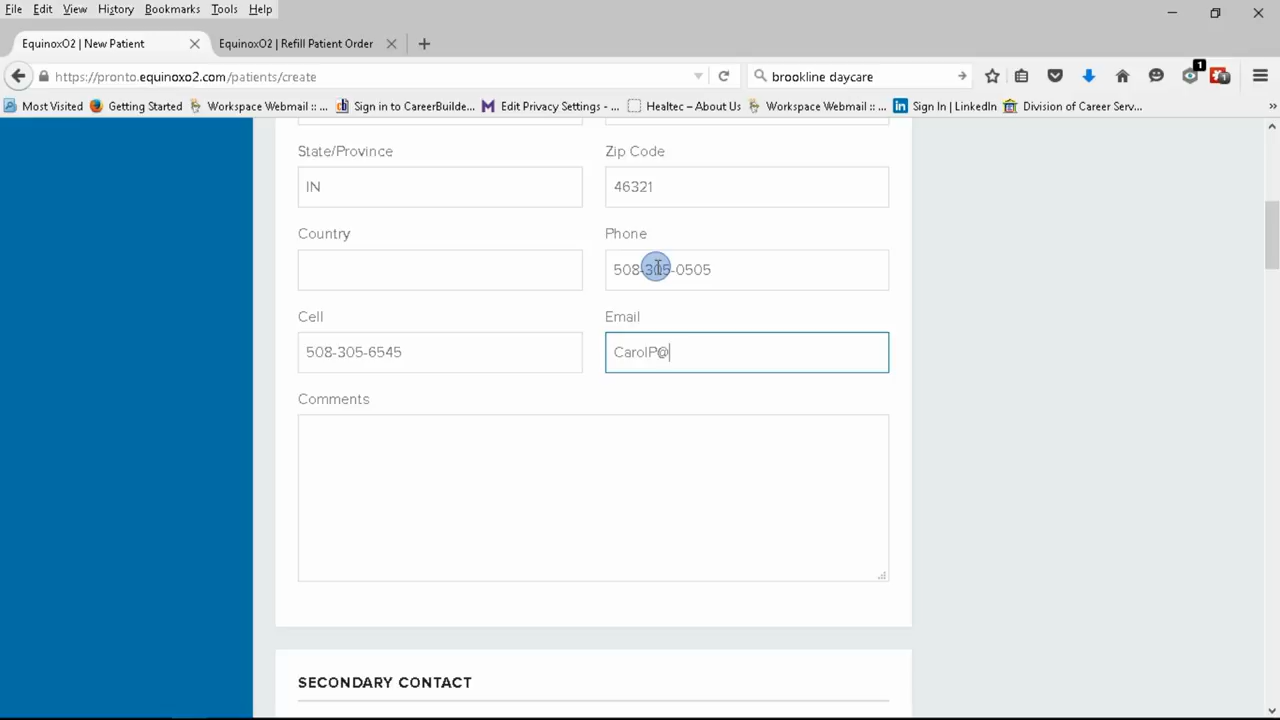 File Edit View History Bookmarks Tools Help
EquinoxO2 | New Patient EquinoxO2 | Refill Patient Order
https://pronto.equinoxo2.com/patients/create brookline daycare 1
Most Visited Getting Started Workspace Webmail :: ... Sign in to CareerBuilde... Edit Privacy Settings - ... Healtec – About Us Workspace Webmail :: ... Sign In | LinkedIn Division of Career Serv...
State/Province Zip Code
IN 46321
Country Phone
508-305-0505
Cell Email
508-305-6545 CarolP@
Comments
SECONDARY CONTACT